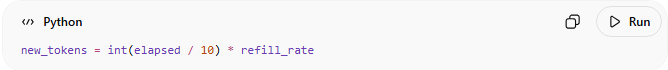 Python
Run
new_tokens = int(elapsed / 10) * refill_rate